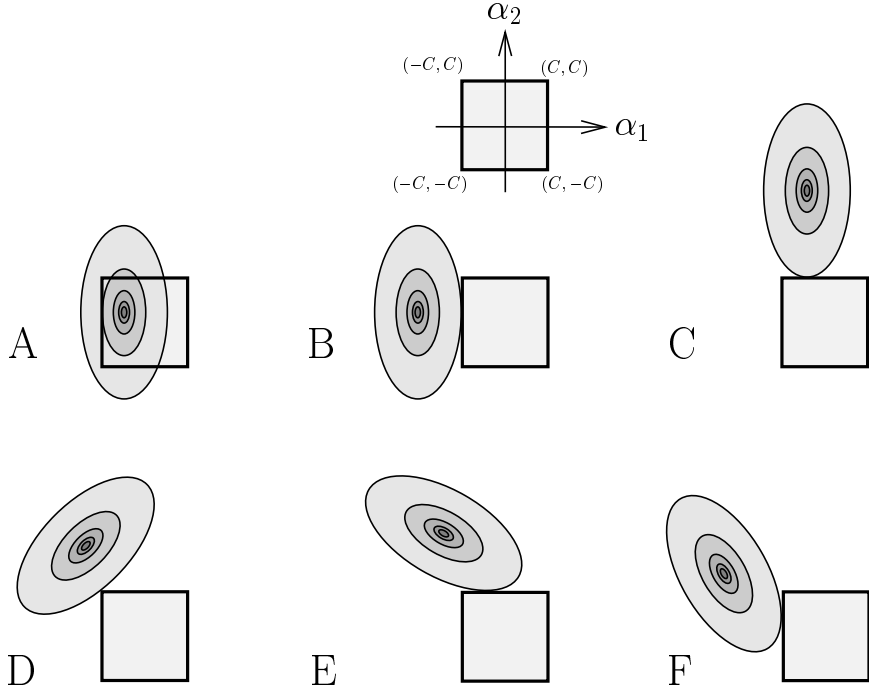 α₂
(-C, C) (C, C)
α₁
(-C, -C) (C, -C)
A B C
D E F